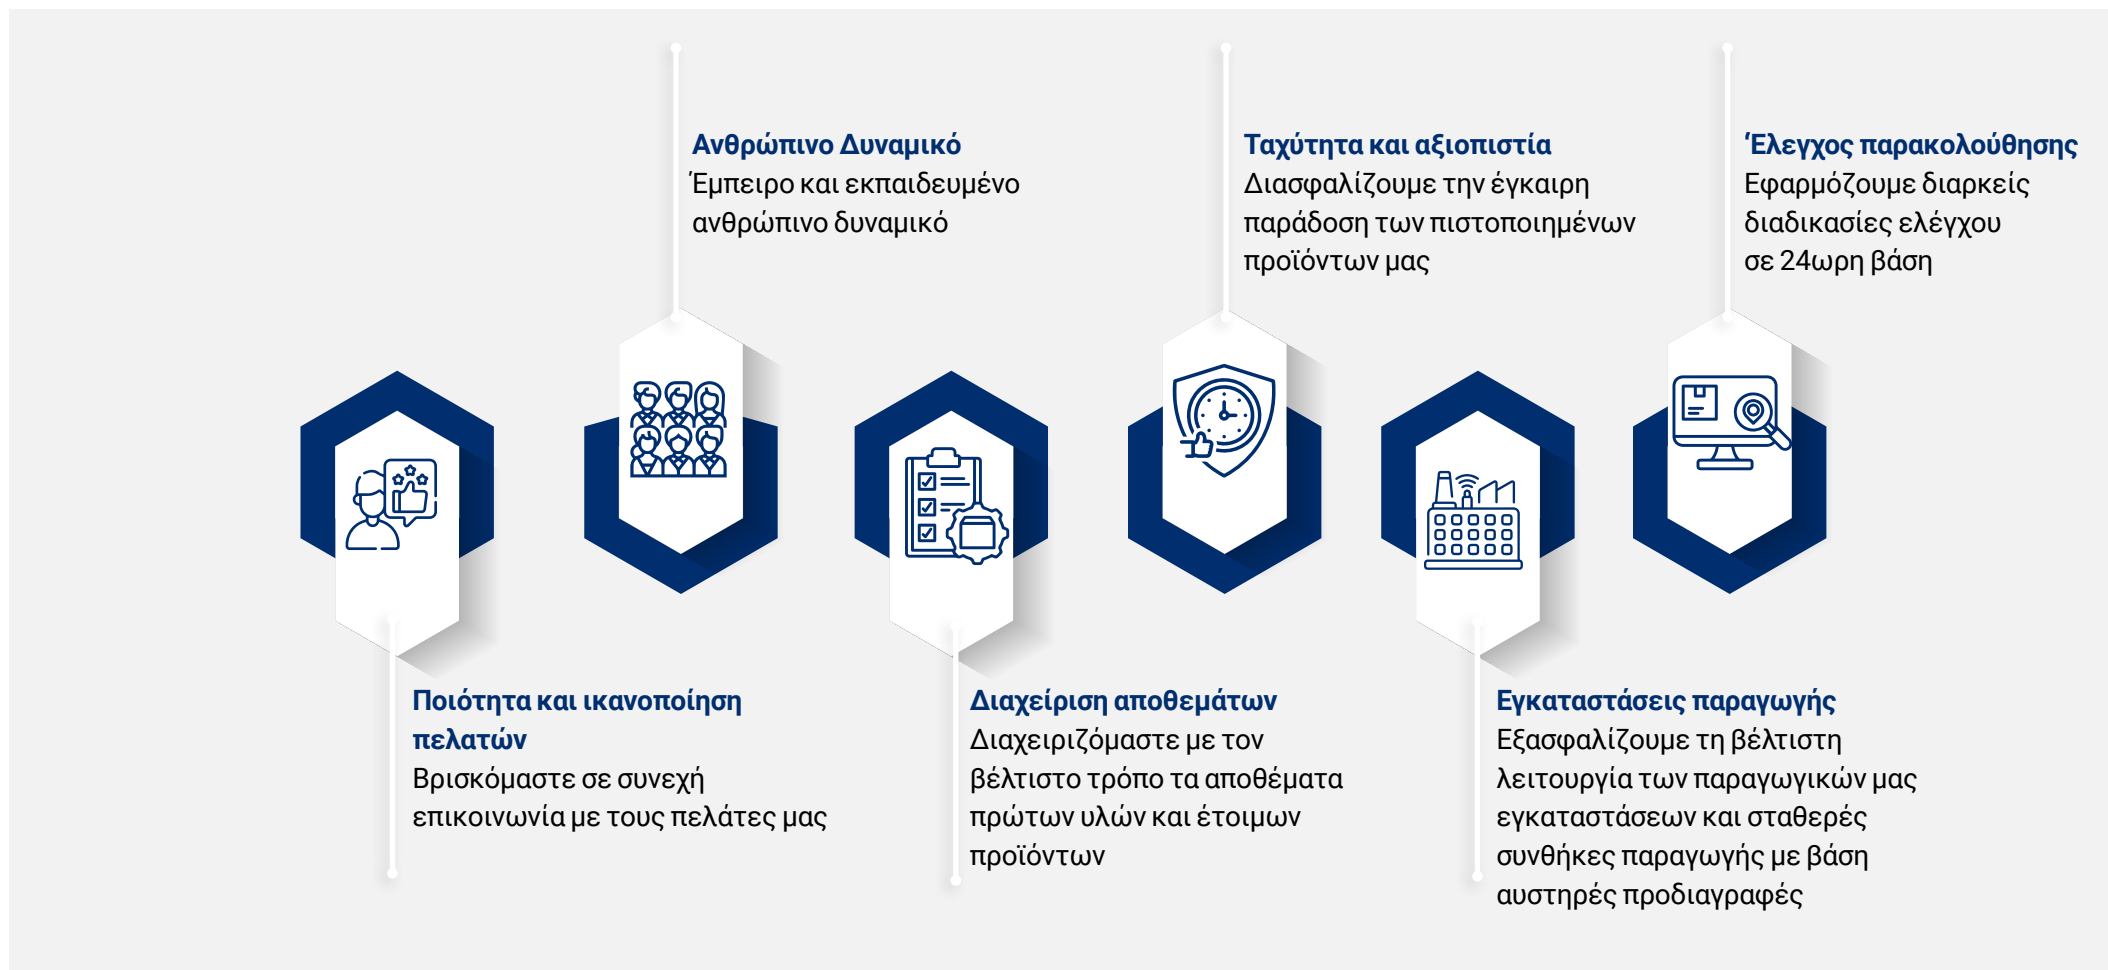 Ανθρώπινο Δυναμικό
Έμπειρο και εκπαιδευμένο
ανθρώπινο δυναμικό
Ταχύτητα και αξιοπιστία
Διασφαλίζουμε την έγκαιρη
παράδοση των πιστοποιημένων
προϊόντων μας
‘Έλεγχος παρακολούθησης
Εφαρμόζουμε διαρκείς
διαδικασίες ελέγχου
σε 24ωρη βάση
Ποιότητα και ικανοποίηση
πελατών
Βρισκόμαστε σε συνεχή
επικοινωνία με τους πελάτες μας
Διαχείριση αποθεμάτων
Διαχειριζόμαστε με τον
βέλτιστο τρόπο τα αποθέματα
πρώτων υλών και έτοιμων
προϊόντων
Εγκαταστάσεις παραγωγής
Εξασφαλίζουμε τη βέλτιστη
λειτουργία των παραγωγικών μας
εγκαταστάσεων και σταθερές
συνθήκες παραγωγής με βάση
αυστηρές προδιαγραφές